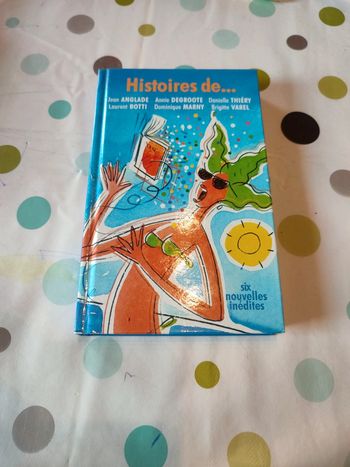 Histoires de...
Jean ANGLADE Annie DEGROOTE Danielle THIÉRY
Laurent BOTTI Dominique MARNY Brigitte VAREL
six
nouvelles
inédites